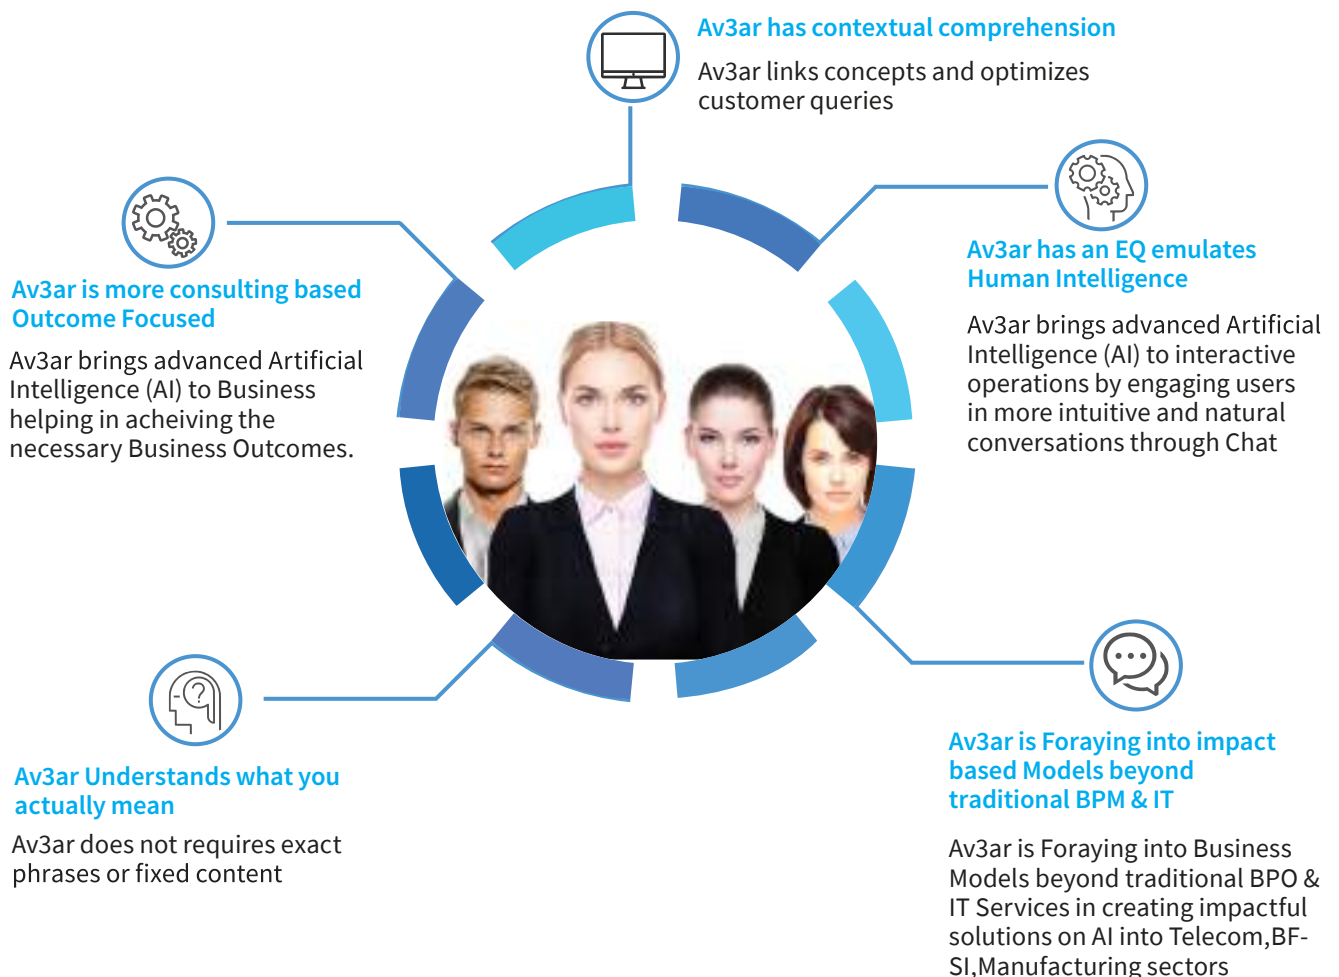 Av3ar has contextual comprehension
Av3ar links concepts and optimizes
customer queries
Av3ar has an EQ emulates
Human Intelligence
Av3ar brings advanced Artificial
Intelligence (AI) to interactive
operations by engaging users
in more intuitive and natural
conversations through Chat
Av3ar is more consulting based
Outcome Focused
Av3ar brings advanced Artificial
Intelligence (AI) to Business
helping in acheiving the
necessary Business Outcomes.
?
Av3ar Understands what you
actually mean
Av3ar does not requires exact
phrases or fixed content
Av3ar is Foraying into impact
based Models beyond
traditional BPM & IT
Av3ar is Foraying into Business
Models beyond traditional BPO &
IT Services in creating impactful
solutions on AI into Telecom,BF-
SI,Manufacturing sectors